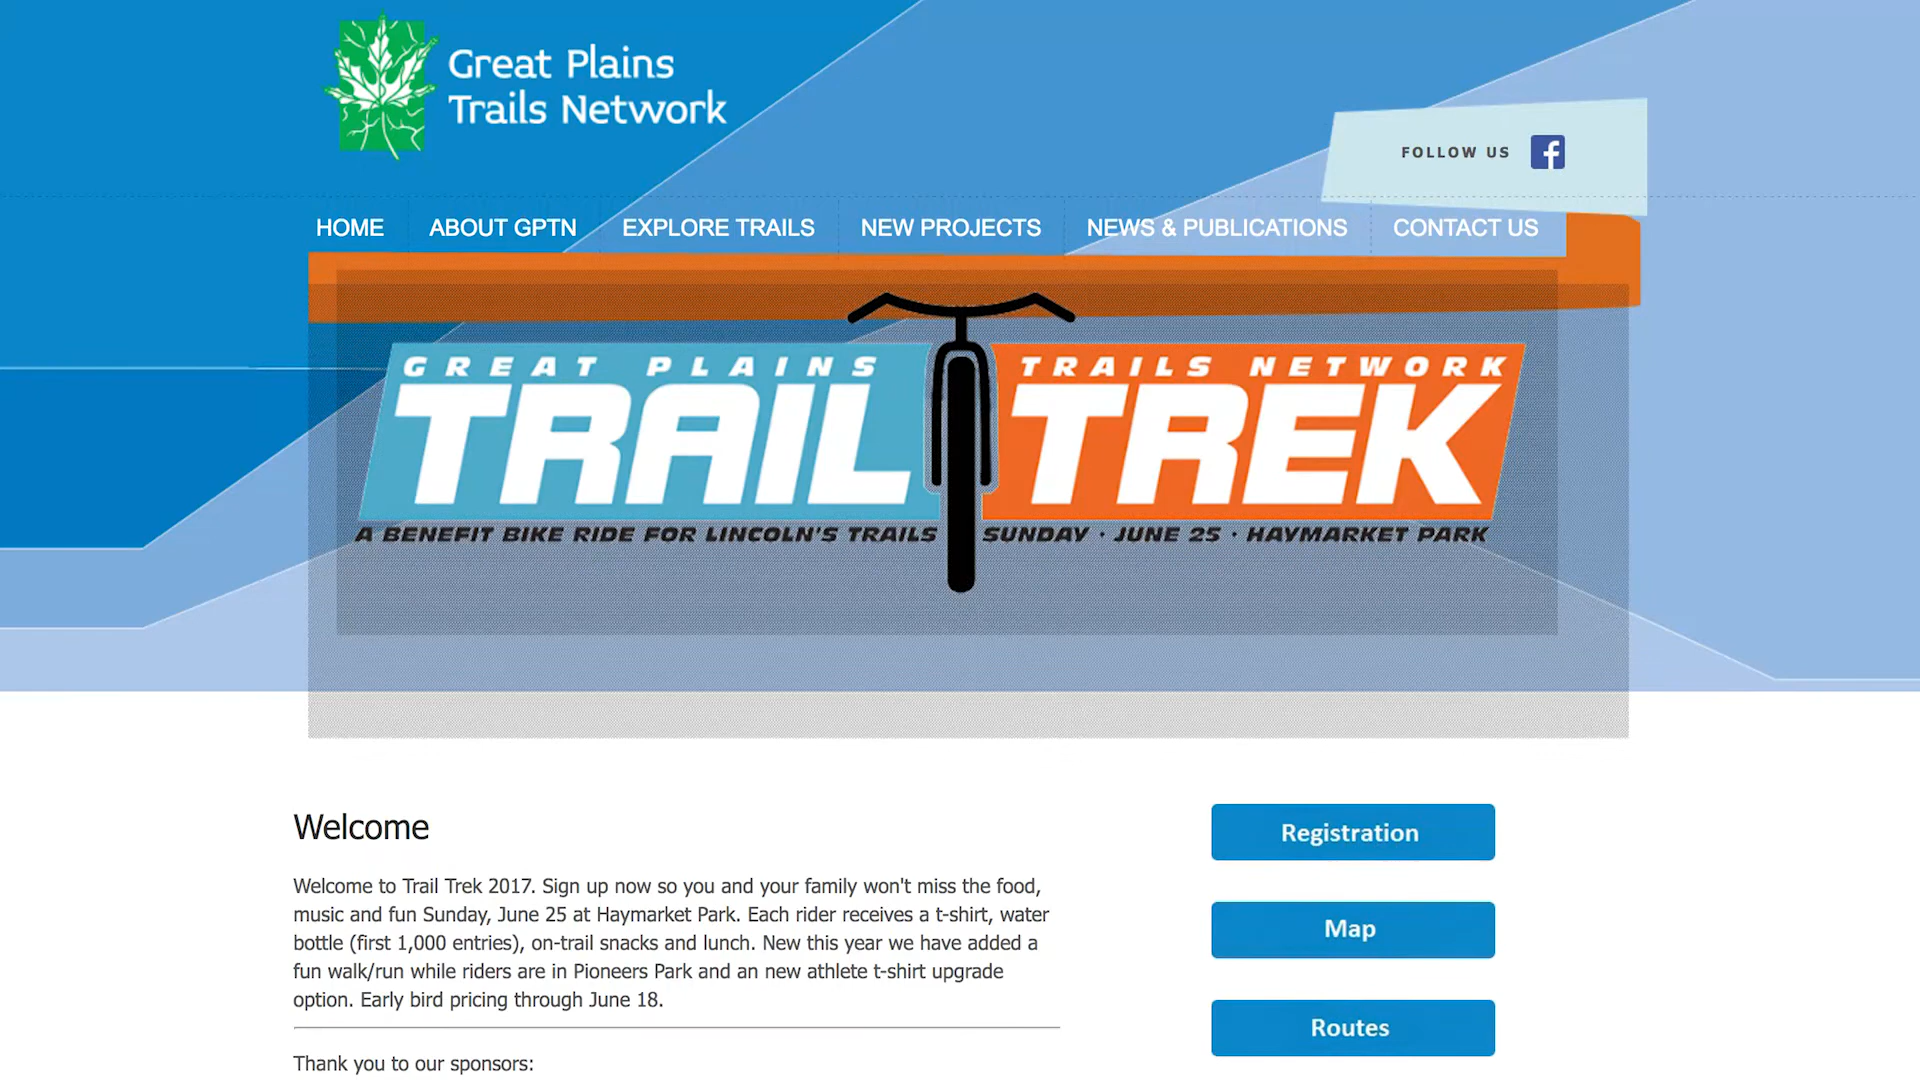 Great Plains
Trails Network
FOLLOW US
HOME
ABOUT GPTN
EXPLORE TRAILS
NEW PROJECTS
NEWS & PUBLICATIONS
CONTACT US
GREAT PLAINS
TRAILS NETWORK
TRAIL
TREK
A BENEFIT BIKE RIDE FOR LINCOLN'S TRAILS
SUNDAY · JUNE 25 · HAYMARKET PARK
Welcome
Welcome to Trail Trek 2017. Sign up now so you and your family won't miss the food,
music and fun Sunday, June 25 at Haymarket Park. Each rider receives a t-shirt, water
bottle (first 1,000 entries), on-trail snacks and lunch. New this year we have added a
fun walk/run while riders are in Pioneers Park and an new athlete t-shirt upgrade
option. Early bird pricing through June 18.
Thank you to our sponsors:
Registration
Map
Routes